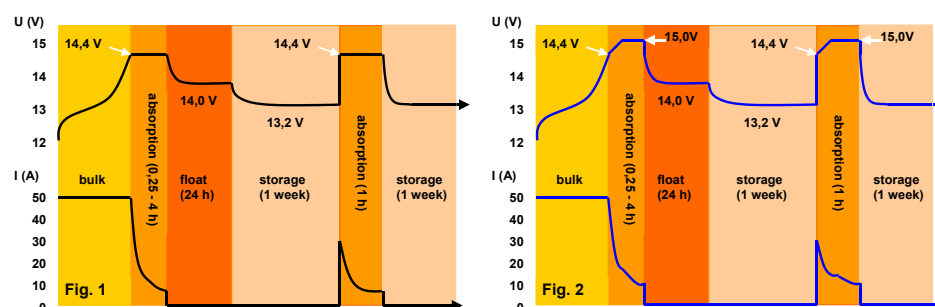 U (V)
15
14
13
12
14,4 V
14,0 V
13,2 V
14,4 V
absorption (0,25 - 4 h)
absorption (1 h)
I (A)
bulk
float
(24 h)
storage
(1 week)
storage
(1 week)
50
40
30
20
10
0
Fig. 1
U (V)
15
14
13
12
14,4 V
15,0V
14,0 V
13,2 V
14,4 V
15,0V
absorption (0,25 - 4 h)
absorption (1 h)
I (A)
bulk
float
(24 h)
storage
(1 week)
storage
(1 week)
50
40
30
20
10
0
Fig. 2